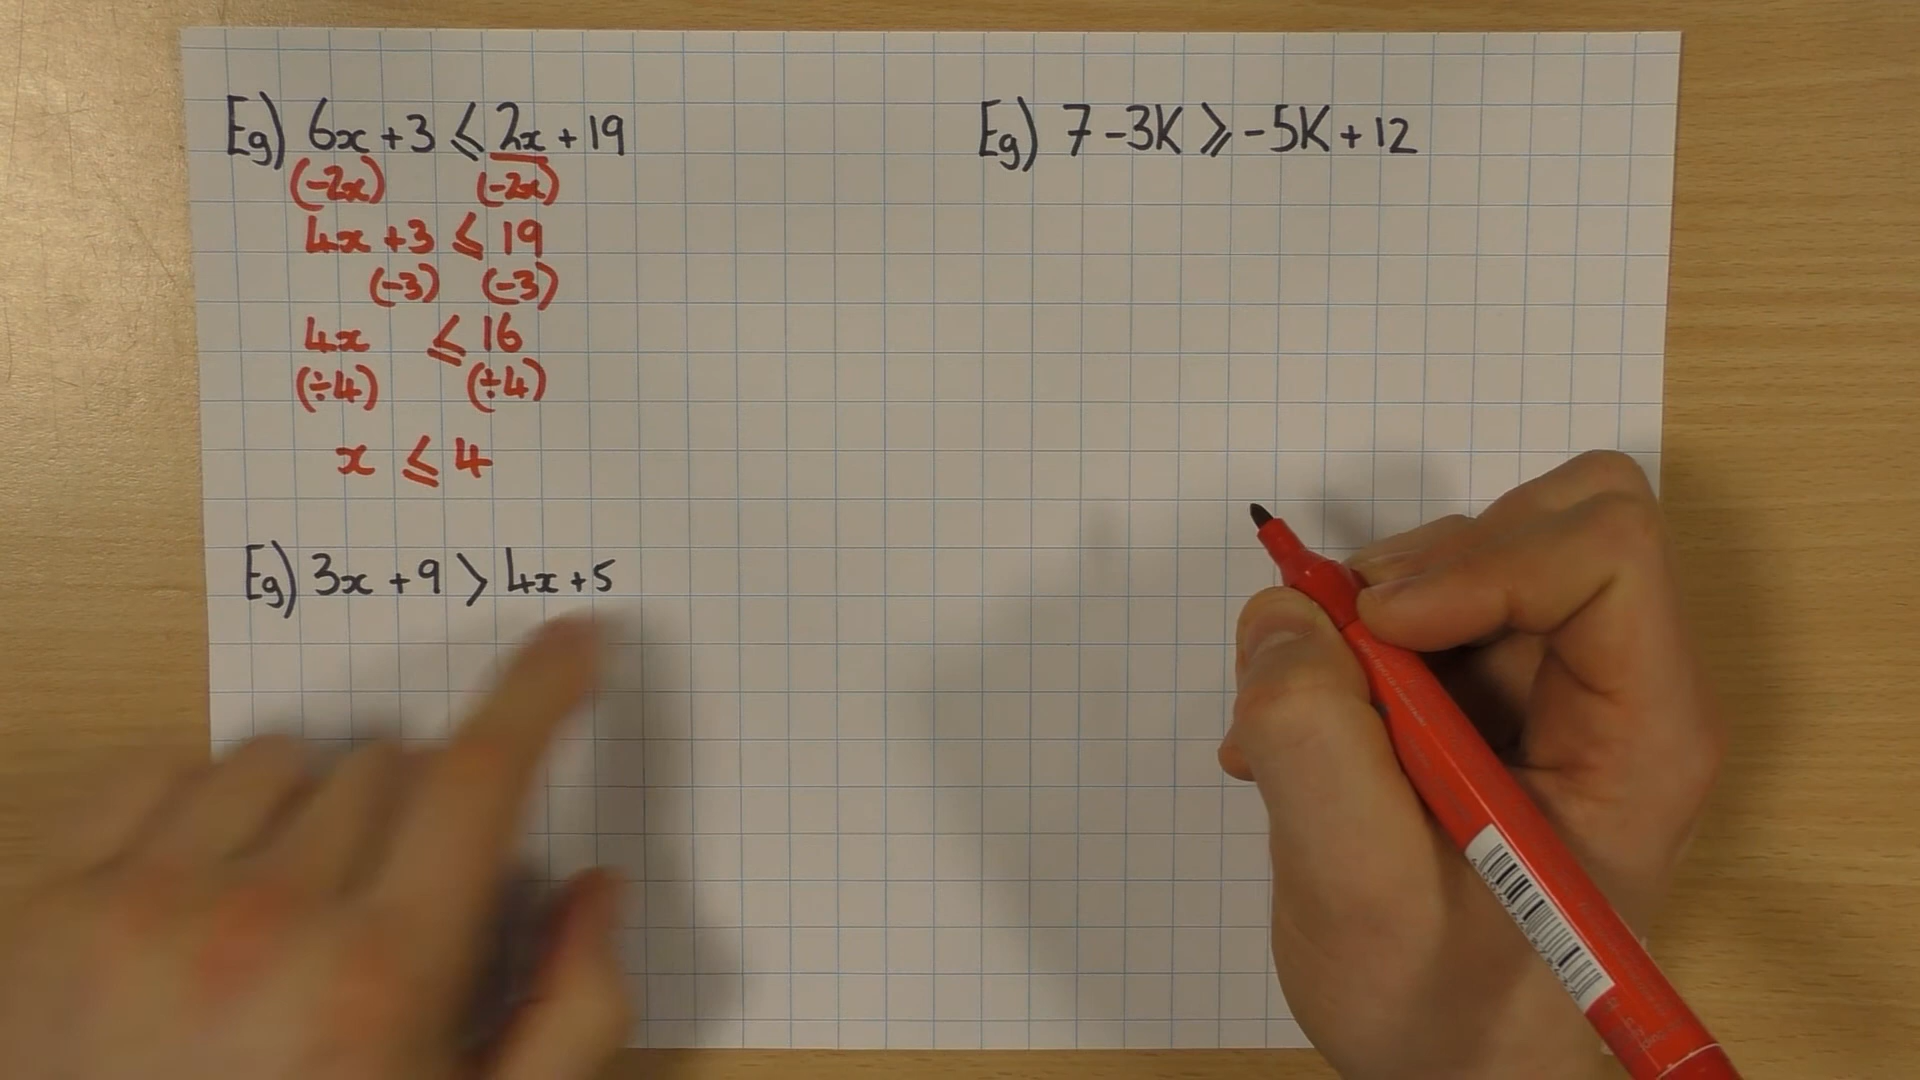 Eg) 6x + 3 ⩽ 2x + 19
(-2x) (-2x)
4x + 3 ≤ 19
(-3) (-3)
4x ≤ 16
(÷4) (÷4)
x ≤ 4
Eg) 3x + 9 > 4x + 5
Eg) 7 - 3K ⩾ -5K + 12